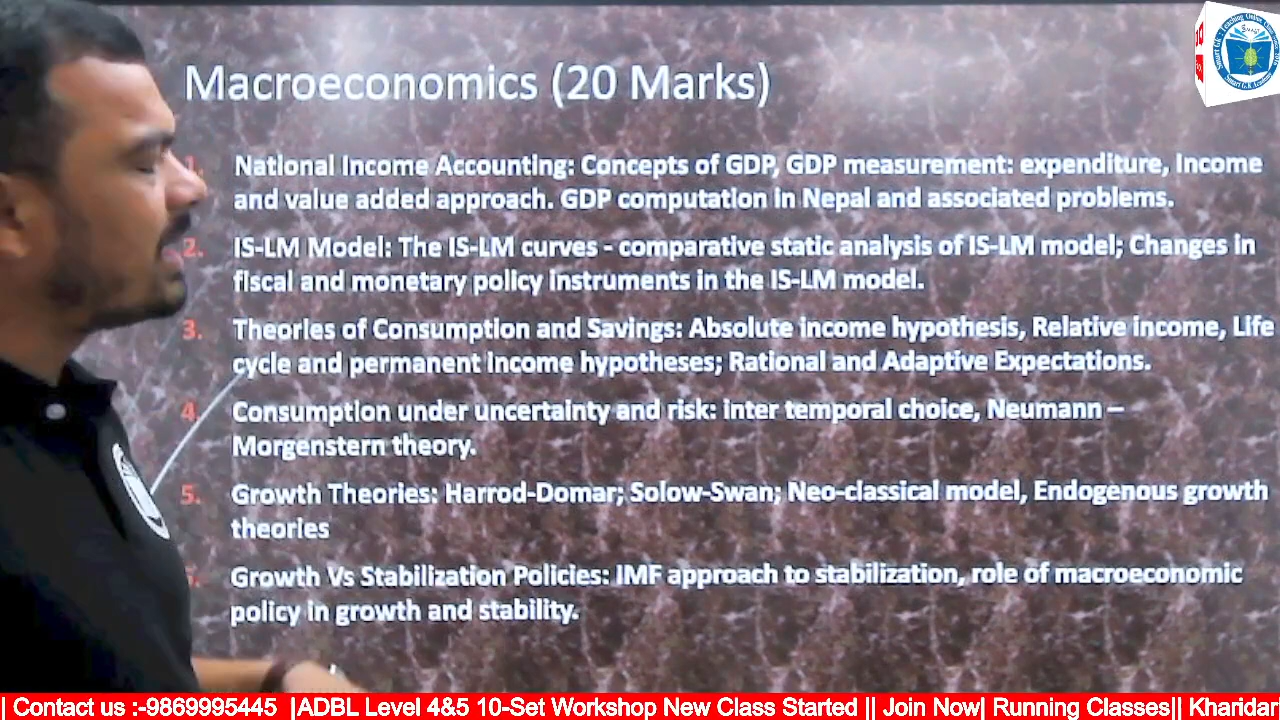 Macroeconomics (20 Marks)
1. National Income Accounting: Concepts of GDP, GDP measurement: expenditure, Income
and value added approach. GDP computation in Nepal and associated problems.
2. IS-LM Model: The IS-LM curves - comparative static analysis of IS-LM model; Changes in
fiscal and monetary policy instruments in the IS-LM model.
3. Theories of Consumption and Savings: Absolute income hypothesis, Relative income, Life
cycle and permanent Income hypotheses; Rational and Adaptive Expectations.
4. Consumption under uncertainty and risk: inter temporal choice, Neumann –
Morgenstern theory.
5. Growth Theories: Harrod-Domar; Solow-Swan; Neo-classical model, Endogenous growth
theories
Growth Vs Stabilization Policies: IMF approach to stabilization, role of macroeconomic
policy in growth and stability.
| Contact us :-9869995445 |ADBL Level 4&5 10-Set Workshop New Class Started || Join Now| Running Classes|| Kharidar